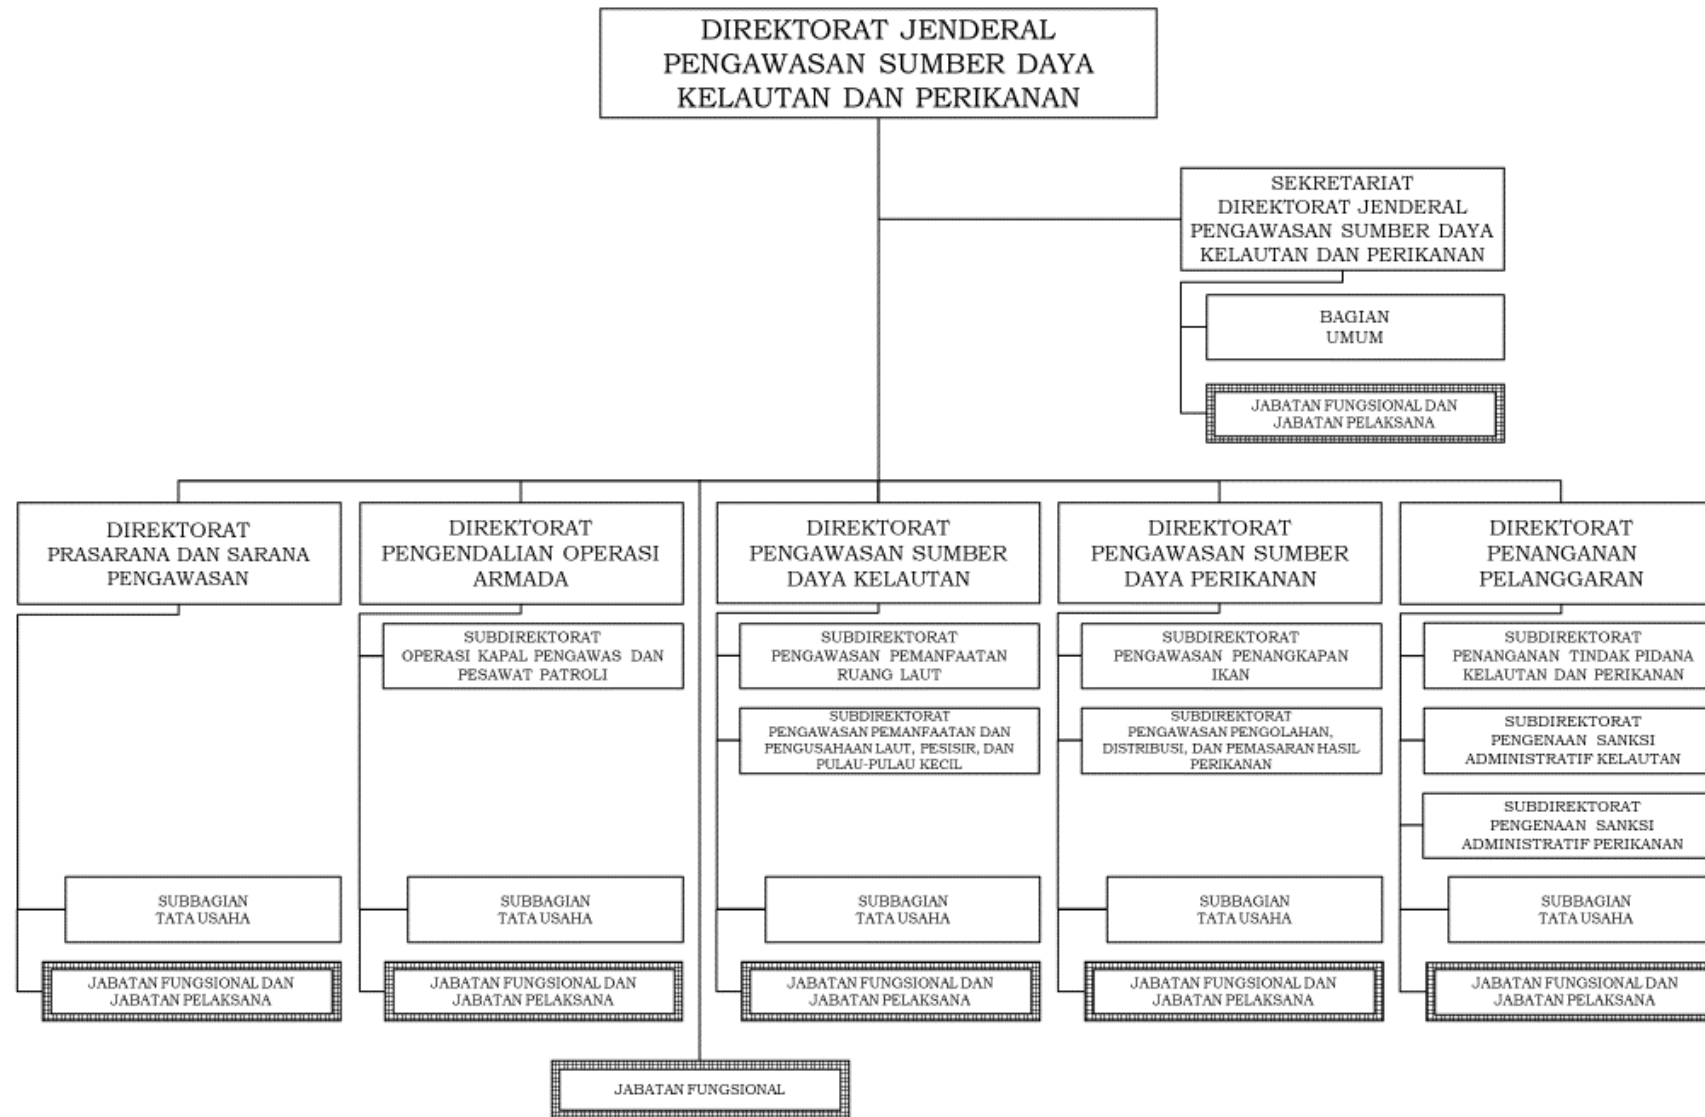 DIREKTORAT JENDERAL
PENGAWASAN SUMBER DAYA
KELAUTAN DAN PERIKANAN
SEKRETARIAT
DIREKTORAT JENDERAL
PENGAWASAN SUMBER DAYA
KELAUTAN DAN PERIKANAN
BAGIAN
UMUM
JABATAN FUNGSIONAL DAN
JABATAN PELAKSANA
DIREKTORAT
PRASARANA DAN SARANA
PENGAWASAN
SUBBAGIAN
TATA USAHA
JABATAN FUNGSIONAL DAN
JABATAN PELAKSANA
DIREKTORAT
PENGENDALIAN OPERASI
ARMADA
SUBDIREKTORAT
OPERASI KAPAL PENGAWAS DAN
PESAWAT PATROLI
SUBBAGIAN
TATA USAHA
JABATAN FUNGSIONAL DAN
JABATAN PELAKSANA
DIREKTORAT
PENGAWASAN SUMBER
DAYA KELAUTAN
SUBDIREKTORAT
PENGAWASAN PEMANFAATAN
RUANG LAUT
SUBDIREKTORAT
PENGAWASAN PEMANFAATAN DAN
PENGUSAHAAN LAUT, PESISIR, DAN
PULAU-PULAU KECIL
SUBBAGIAN
TATA USAHA
JABATAN FUNGSIONAL DAN
JABATAN PELAKSANA
DIREKTORAT
PENGAWASAN SUMBER
DAYA PERIKANAN
SUBDIREKTORAT
PENGAWASAN PENANGKAPAN
IKAN
SUBDIREKTORAT
PENGAWASAN PENGOLAHAN,
DISTRIBUSI, DAN PEMASARAN HASIL
PERIKANAN
SUBBAGIAN
TATA USAHA
JABATAN FUNGSIONAL DAN
JABATAN PELAKSANA
DIREKTORAT
PENANGANAN
PELANGGARAN
SUBDIREKTORAT
PENANGANAN TINDAK PIDANA
KELAUTAN DAN PERIKANAN
SUBDIREKTORAT
PENGENAAN SANKSI
ADMINISTRATIF KELAUTAN
SUBDIREKTORAT
PENGENAAN SANKSI
ADMINISTRATIF PERIKANAN
SUBBAGIAN
TATA USAHA
JABATAN FUNGSIONAL DAN
JABATAN PELAKSANA
JABATAN FUNGSIONAL